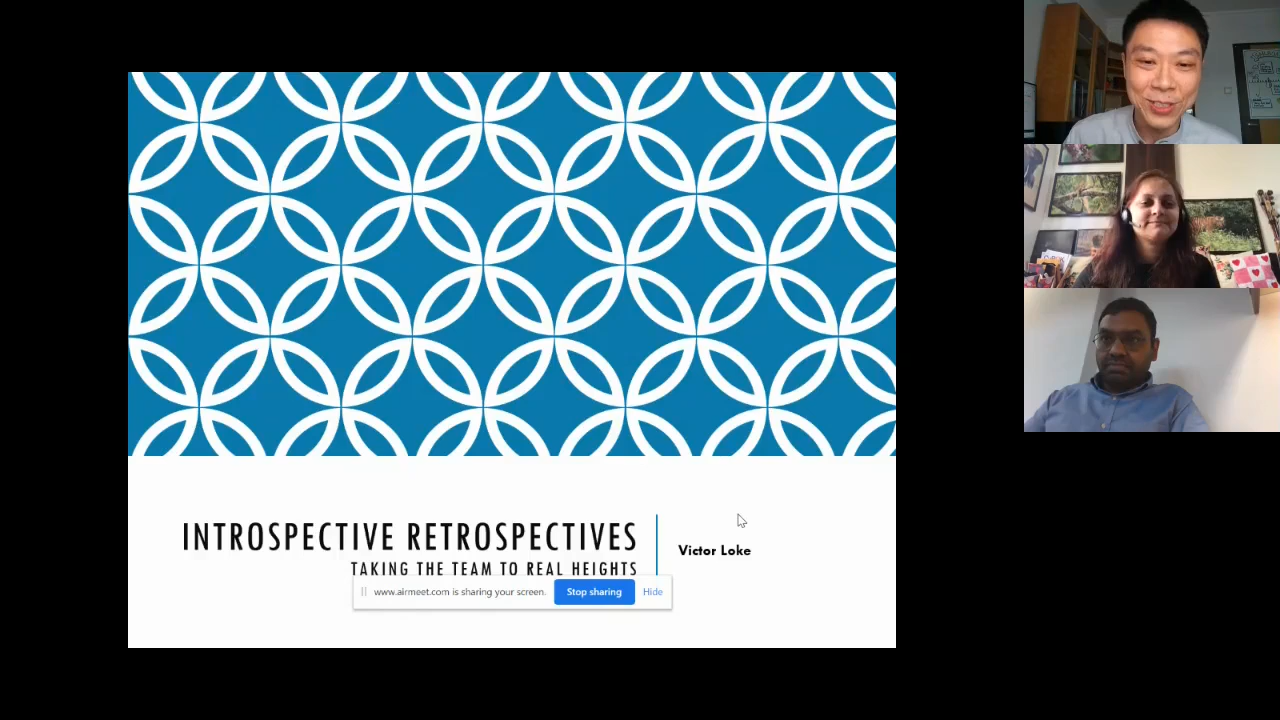 INTROSPECTIVE RETROSPECTIVES
TAKING THE TEAM TO REAL HEIGHTS
Victor Loke
www.airmeet.com is sharing your screen.
Stop sharing
Hide